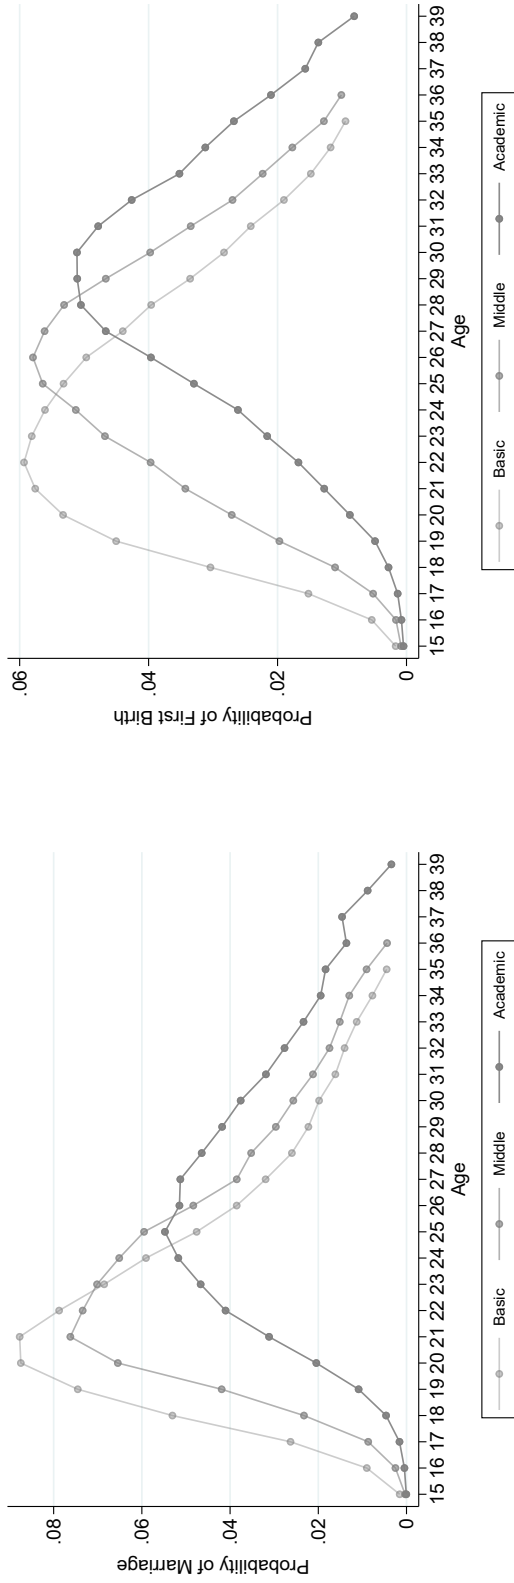 .08
.06
.04
.02
0
Probability of Marriage
15 16 17 18 19 20 21 22 23 24 25 26 27 28 29 30 31 32 33 34 35 36 37 38 39
Age
Basic Middle Academic
.06
.04
.02
0
Probability of First Birth
15 16 17 18 19 20 21 22 23 24 25 26 27 28 29 30 31 32 33 34 35 36 37 38 39
Age
Basic Middle Academic